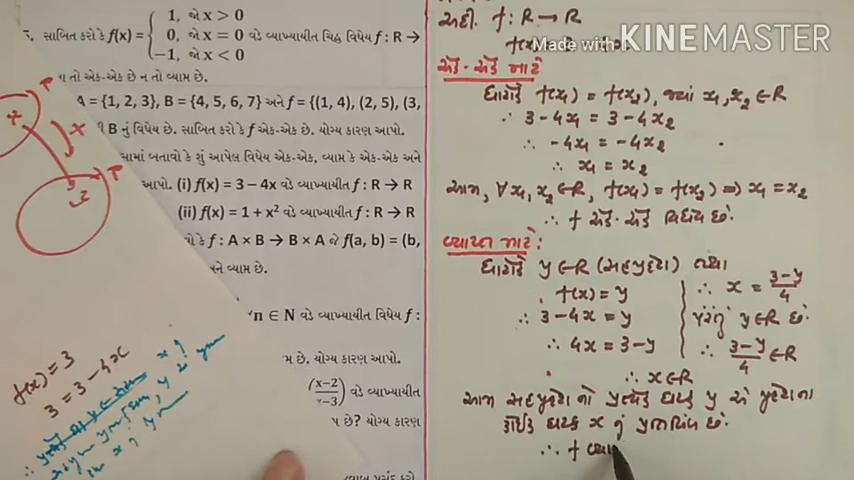 સાબિત કરો કે f(x) = { 1, જો x > 0
0, જો x = 0 વડે વ્યાખ્યાયીત ચિહ્ન વિધેય f : R →
−1, જો x < 0
તો એક-એક છે ન તો વ્યાપ્ત છે.
A = {1, 2, 3}, B = {4, 5, 6, 7} અને f = {(1, 4), (2, 5), (3,
B નું વિધેય છે. સાબિત કરો કે f એક-એક છે. યોગ્ય કારણ આપો.
બતાવો કે શું આપેલ વિધેય એક-એક, વ્યાપ્ત કે એક-એક અને
આપો. (i) f(x) = 3 − 4x વડે વ્યાખ્યાયીત f : R → R
(ii) f(x) = 1 + x² વડે વ્યાખ્યાયીત f : R → R
કે f : A × B → B × A જે f(a, b) = (b,
અને વ્યાપ્ત છે.
n ∈ N વડે વ્યાખ્યાયીત વિધેય f :
છે. યોગ્ય કારણ આપો.
(x−2/x−3) વડે વ્યાખ્યાયીત
છે? યોગ્ય કારણ
f(x) = 3
3 = 3 − 4x
f : R → R
Made with KINEMASTER
એક-એક માટે
ધારોકે f(x₁) = f(x₂), જ્યાં x₁, x₂ ∈ R
∴ 3 − 4x₁ = 3 − 4x₂
∴ −4x₁ = −4x₂
∴ x₁ = x₂
આમ, ∀ x₁, x₂ ∈ R, f(x₁) = f(x₂) ⇒ x₁ = x₂
∴ f એક-એક વિધેય છે.
વ્યાપ્ત માટે:
ધારોકે y ∈ R (સહપ્રદેશ) તથા
f(x) = y
∴ 3 − 4x = y
∴ 4x = 3 − y
∴ x = 3−y/4
પરંતુ y ∈ R છે.
∴ 3−y/4 ∈ R
∴ x ∈ R
આમ સહપ્રદેશનો પ્રત્યેક ઘટક y એ પ્રદેશના
કોઈક ઘટક x નું પ્રતિબિંબ છે.
∴ f